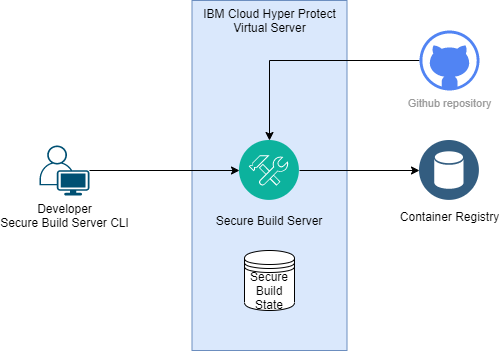 IBM Cloud Hyper Protect
Virtual Server
Github repository
Developer
Secure Build Server CLI
Secure Build Server
Container Registry
Secure
Build
State